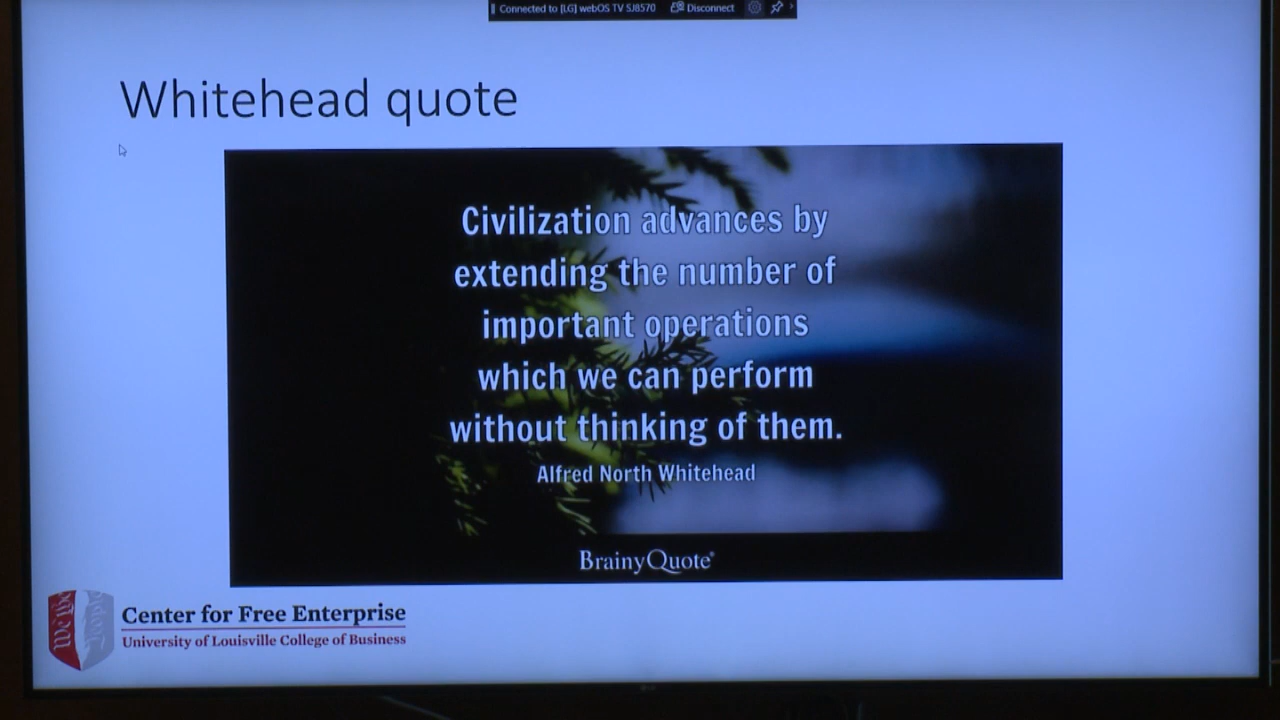 Connected to [LG] webOS TV SJ8570 Disconnect
Whitehead quote
Civilization advances by
extending the number of
important operations
which we can perform
without thinking of them.
Alfred North Whitehead
BrainyQuote®
We the
Center for Free Enterprise
University of Louisville College of Business